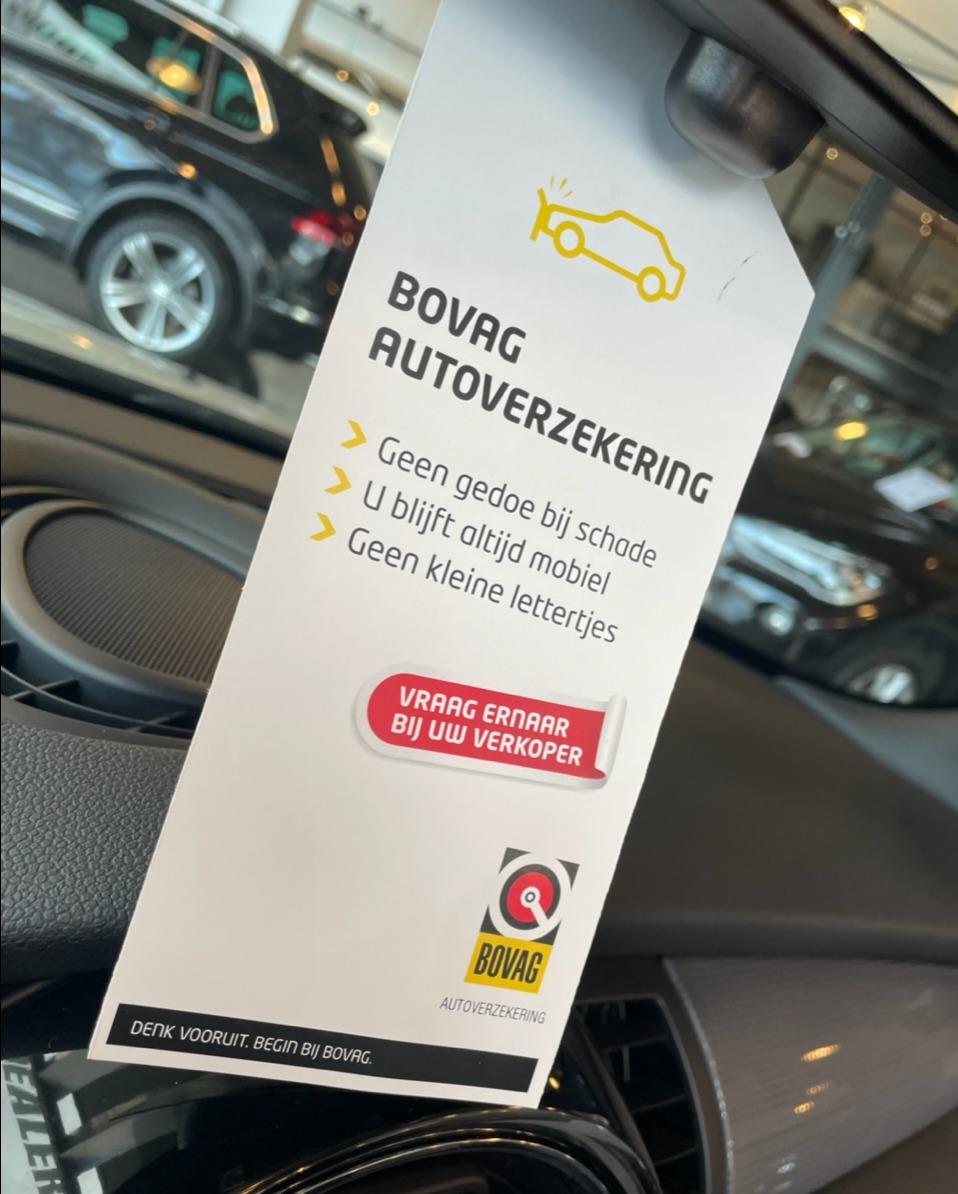 BOVAG
AUTOVERZEKERING
Geen gedoe bij schade
U blijft altijd mobiel
Geen kleine lettertjes
VRAAG ERNAAR
BIJ UW VERKOPER
BOVAG
AUTOVERZEKERING
DENK VOORUIT. BEGIN BIJ BOVAG.